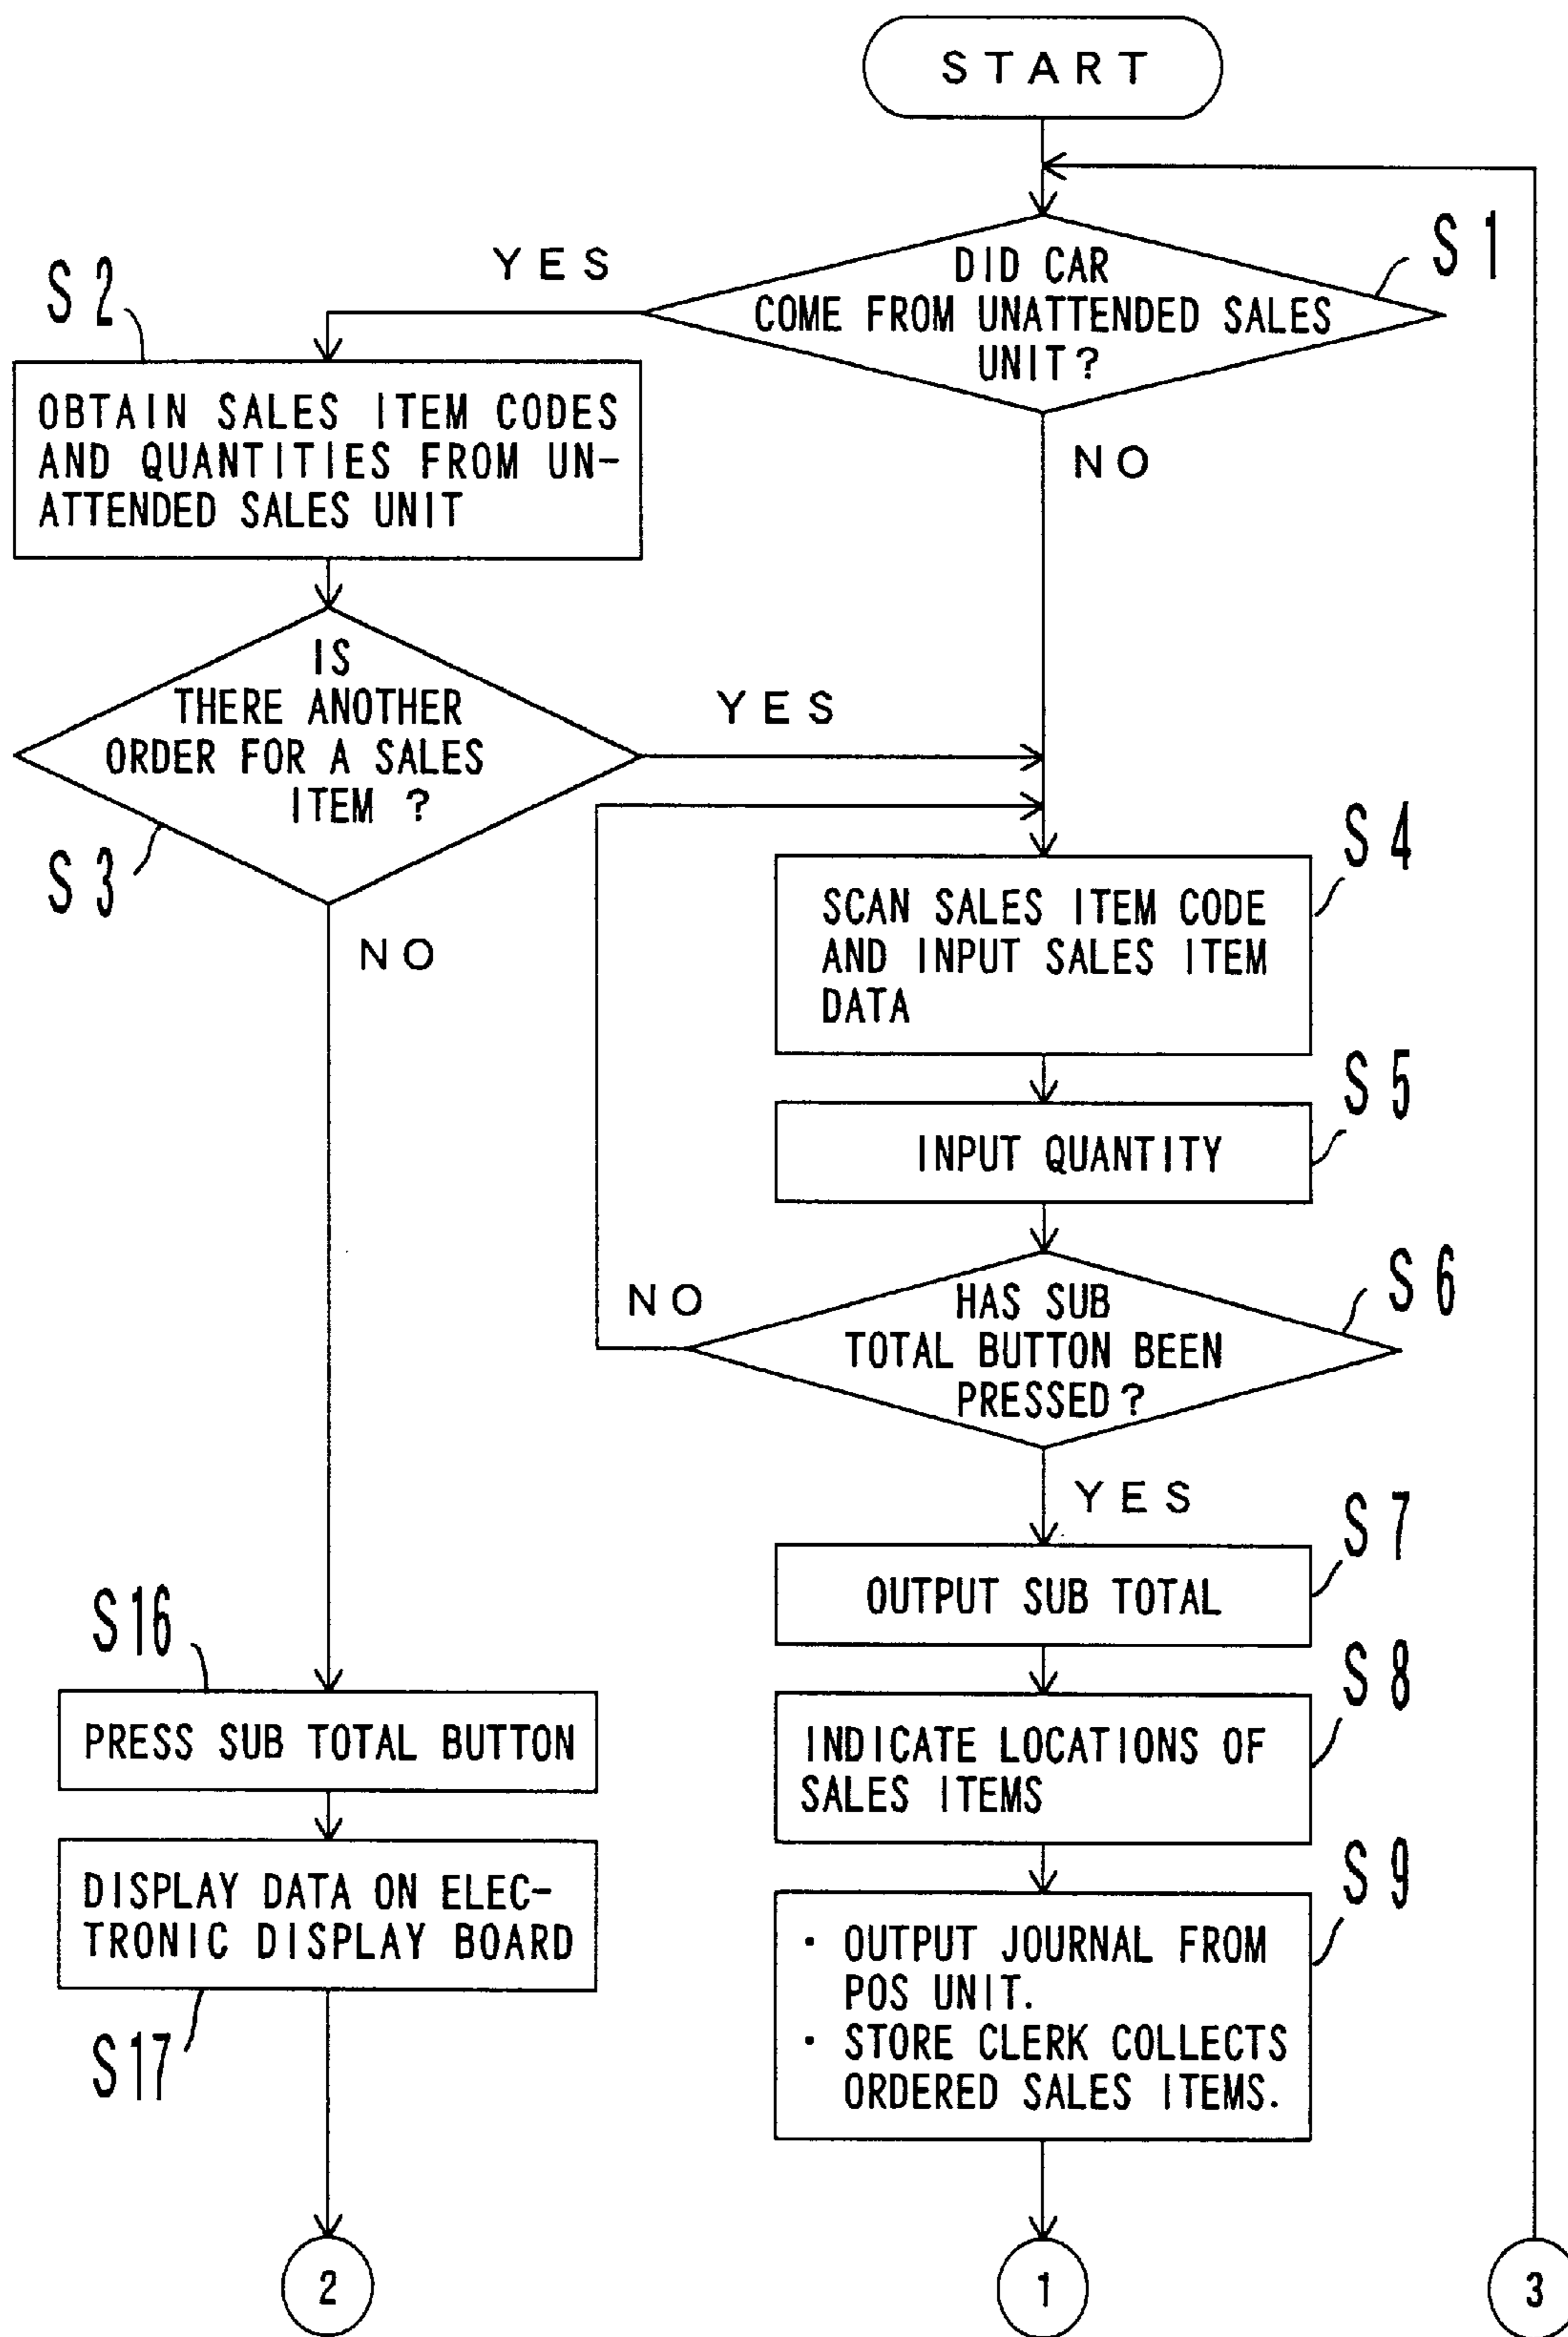 START
S1
DID CAR
COME FROM UNATTENDED SALES
UNIT?
YES
NO
S2
OBTAIN SALES ITEM CODES
AND QUANTITIES FROM UN-
ATTENDED SALES UNIT
IS
THERE ANOTHER
ORDER FOR A SALES
ITEM ?
S3
YES
NO
S4
SCAN SALES ITEM CODE
AND INPUT SALES ITEM
DATA
S5
INPUT QUANTITY
S6
HAS SUB
TOTAL BUTTON BEEN
PRESSED?
NO
YES
S7
OUTPUT SUB TOTAL
S8
INDICATE LOCATIONS OF
SALES ITEMS
S9
· OUTPUT JOURNAL FROM
POS UNIT.
· STORE CLERK COLLECTS
ORDERED SALES ITEMS.
S16
PRESS SUB TOTAL BUTTON
DISPLAY DATA ON ELEC-
TRONIC DISPLAY BOARD
S17
2
1
3